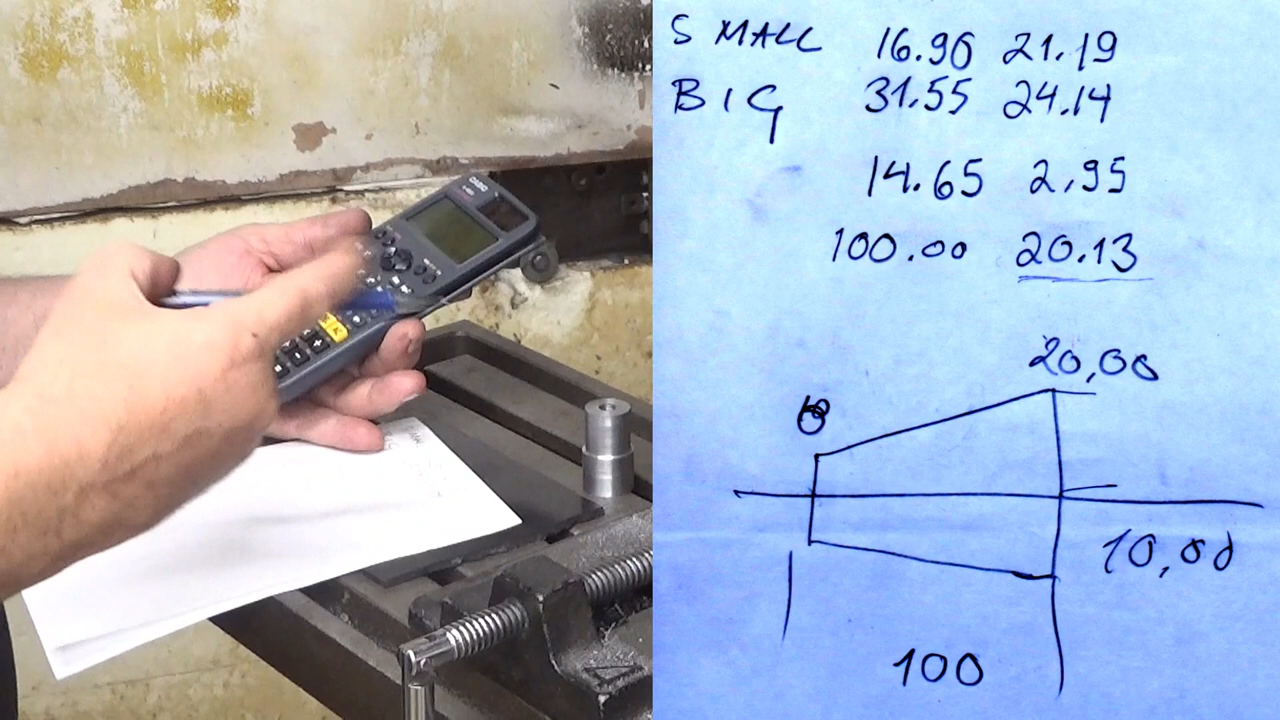 CASIO
SMALL 16.90 21.19
BIG 31.55 24.14
14.65 2.95
100.00 20.13
20,00
10,00
100